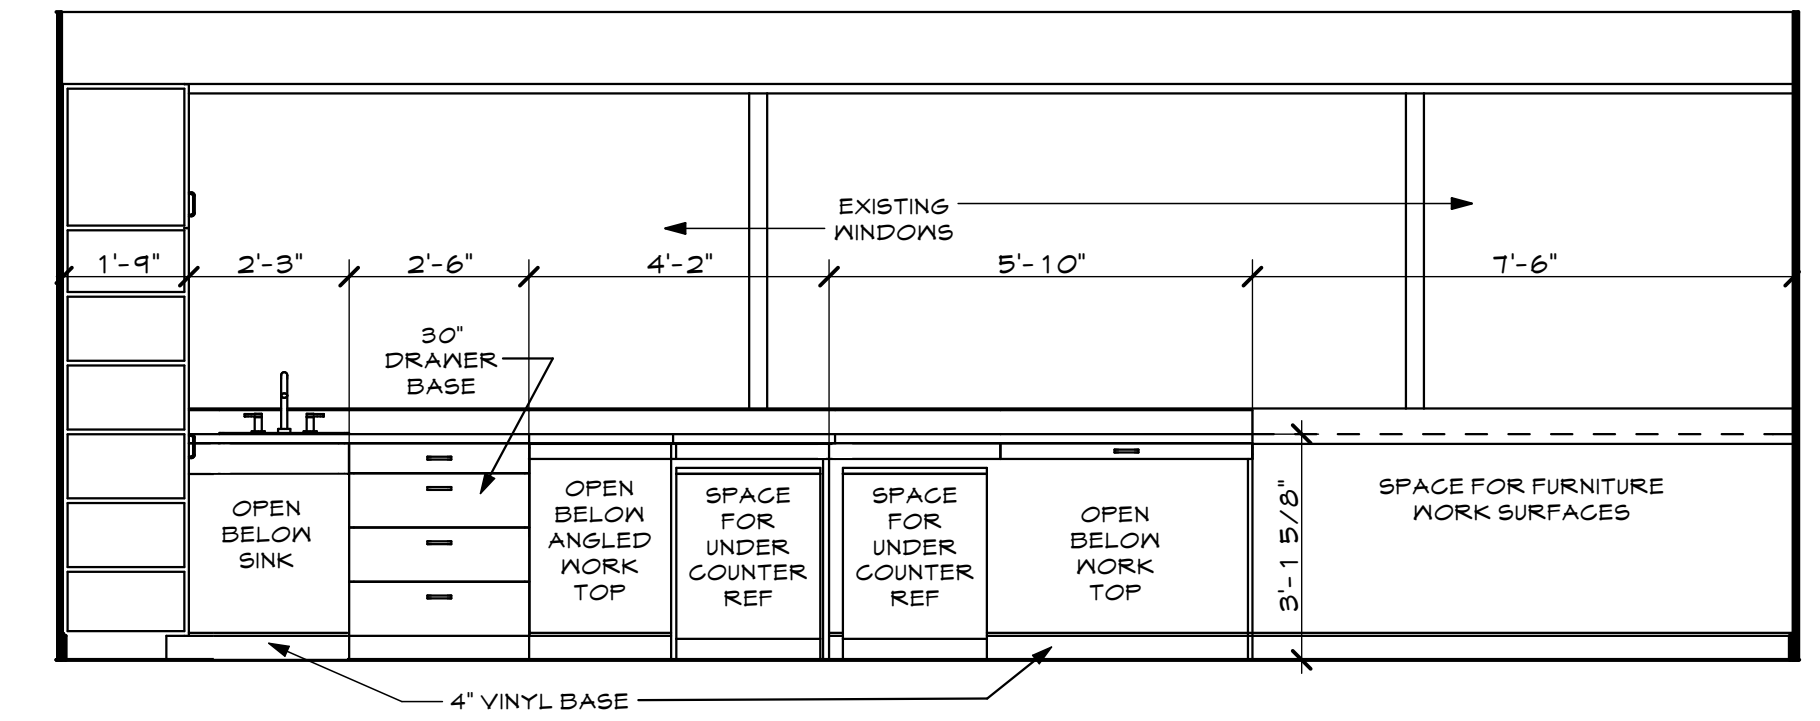 EXISTING
WINDOWS
1'-9"
2'-3"
2'-6"
4'-2"
5'-10"
7'-6"
30"
DRAWER
BASE
OPEN
BELOW
SINK
OPEN
BELOW
ANGLED
WORK
TOP
SPACE
FOR
UNDER
COUNTER
REF
SPACE
FOR
UNDER
COUNTER
REF
OPEN
BELOW
WORK
TOP
3'-1 5/8"
SPACE FOR FURNITURE
WORK SURFACES
4" VINYL BASE